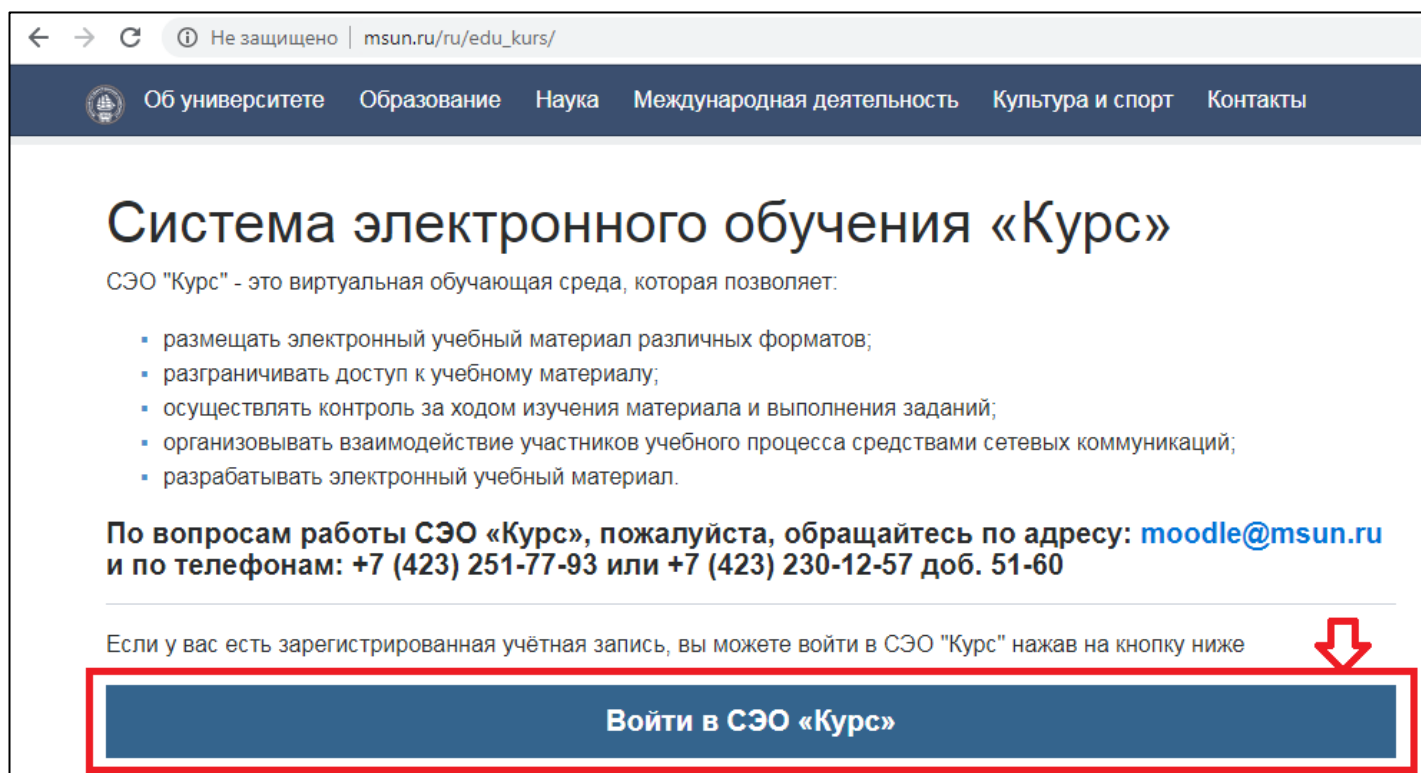 Не защищено | msun.ru/ru/edu_kurs/
Об университете Образование Наука Международная деятельность Культура и спорт Контакты
Система электронного обучения «Курс»
СЭО "Курс" - это виртуальная обучающая среда, которая позволяет:
размещать электронный учебный материал различных форматов;
разграничивать доступ к учебному материалу;
осуществлять контроль за ходом изучения материала и выполнения заданий;
организовывать взаимодействие участников учебного процесса средствами сетевых коммуникаций;
разрабатывать электронный учебный материал.
По вопросам работы СЭО «Курс», пожалуйста, обращайтесь по адресу: moodle@msun.ru
и по телефонам: +7 (423) 251-77-93 или +7 (423) 230-12-57 доб. 51-60
Если у вас есть зарегистрированная учётная запись, вы можете войти в СЭО "Курс" нажав на кнопку ниже
Войти в СЭО «Курс»